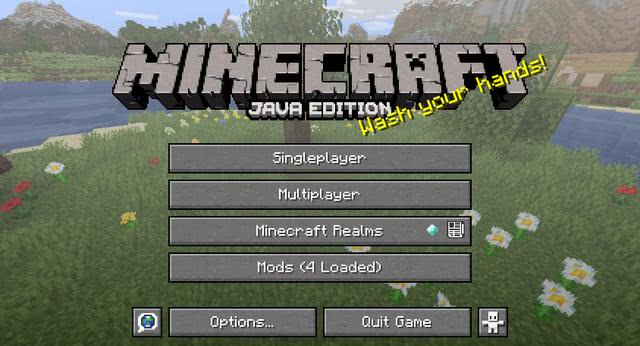 MINECRAFT
JAVA EDITION
Wash your hands!
Singleplayer
Multiplayer
Minecraft Realms
Mods (4 Loaded)
Options...
Quit Game